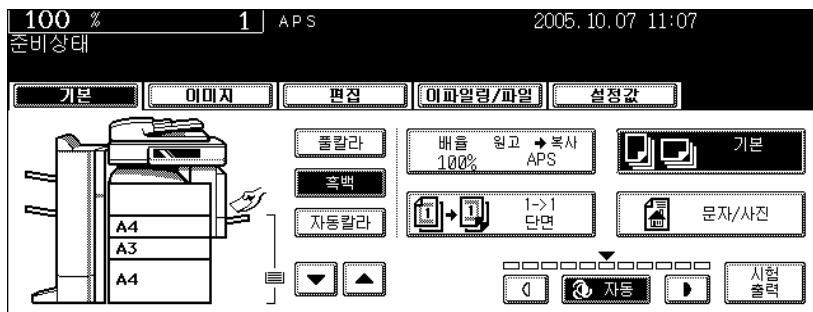 100 % 1 APS 2005.10.07 11:07
준비상태
기본 이미지 편집 이파일링/파일 설정값
풀칼라
흑백
자동칼라
배율 원고 ➔복사
100% APS
기본
1->1
단면
문자/사진
A4
A3
A4
자동
시험
출력